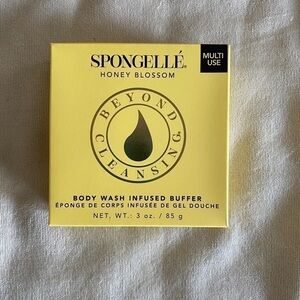 SPONGELLÉ®
HONEY BLOSSOM
MULTI
USE
BEYOND
CLEANSING®
BODY WASH INFUSED BUFFER
ÉPONGE DE CORPS INFUSÉE DE GEL DOUCHE
NET, WT.: 3 oz. / 85 g